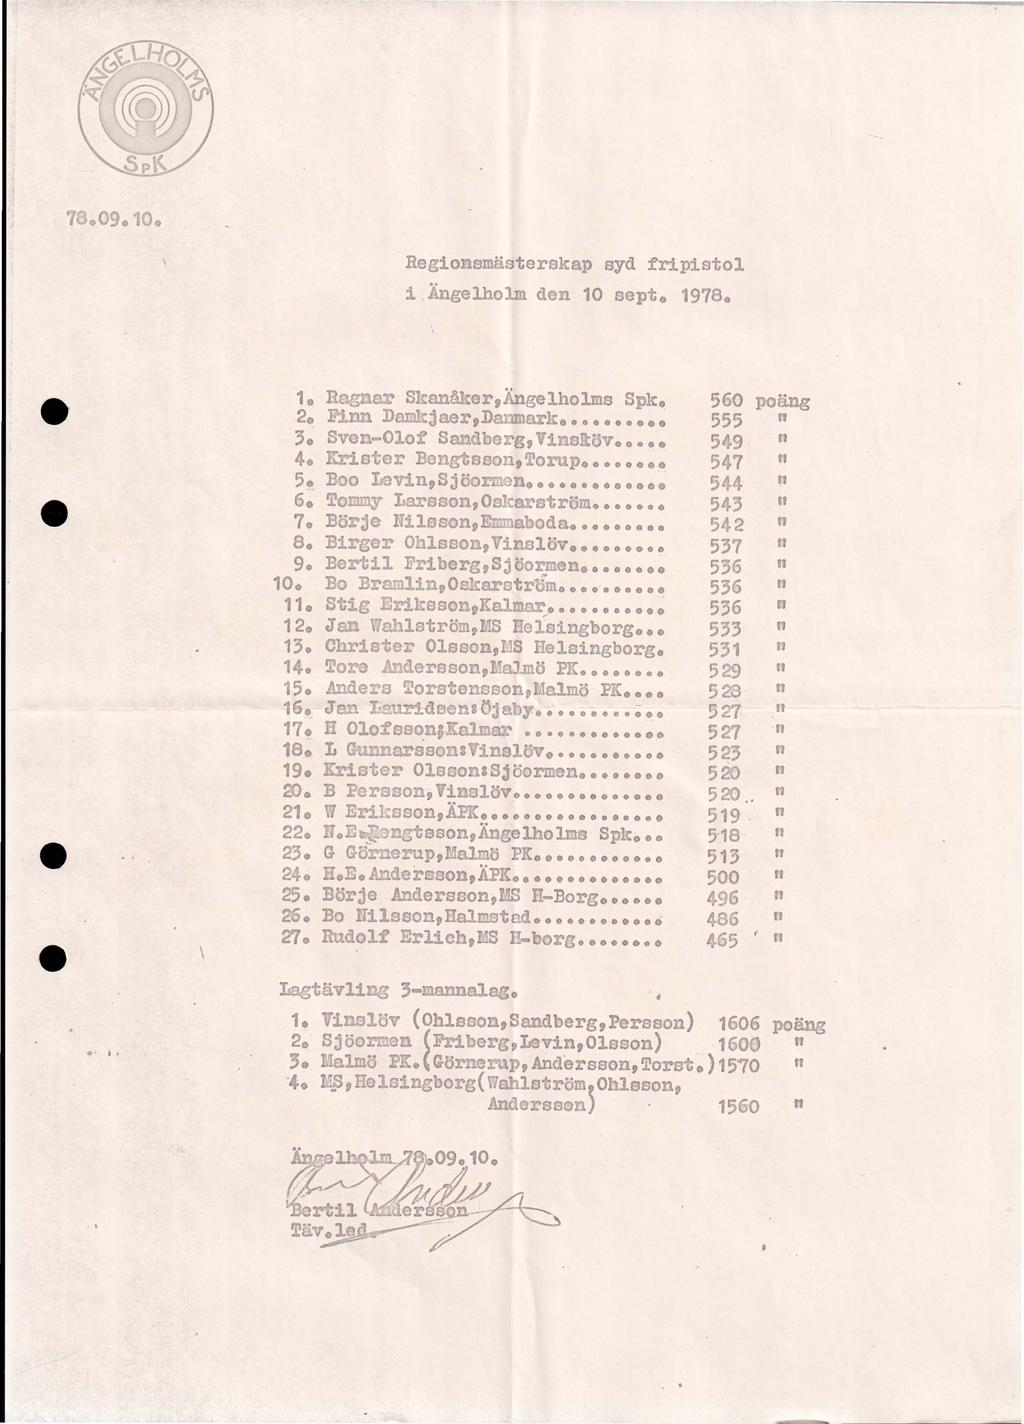 ÄNGELHOLMS
SpK
78.09.10.
Regionsmästerskap syd fripistol
i Ängelholm den 10 sept. 1978.
1. Ragnar Skanåker,Ängelholms Spk. 560 poäng
2. Finn Damkjaer,Danmark.......... 555 "
3. Sven-Olof Sandberg,Vinslöv..... 549 "
4. Krister Bengtsson,Torup........ 547 "
5. Boo Levin,Sjöormen............. 544 "
6. Tommy Larsson,Oskarström....... 543 "
7. Börje Nilsson,Emmaboda......... 542 "
8. Birger Ohlsson,Vinslöv......... 537 "
9. Bertil Friberg,Sjöormen........ 536 "
10. Bo Bramlin,Oskarström.......... 536 "
11. Stig Eriksson,Kalmar........... 536 "
12. Jan Wahlström,MS Helsingborg... 533 "
13. Christer Olsson,MS Helsingborg. 531 "
14. Tore Andersson,Malmö PK........ 529 "
15. Anders Torstensson,Malmö PK.... 528 "
16. Jan Lauridsen:Öjaby............ 527 "
17. H Olofsson;Kalmar ............. 527 "
18. L Gunnarsson:Vinslöv........... 523 "
19. Krister Olsson:Sjöormen........ 520 "
20. B Persson,Vinslöv.............. 520 "
21. W Eriksson,ÄPK................. 519 "
22. N.E.Bengtsson,Ängelholms Spk... 518 "
23. G Görnerup,Malmö PK............ 513 "
24. H.E.Andersson,ÄPK.............. 500 "
25. Börje Andersson,MS H-Borg...... 496 "
26. Bo Nilsson,Halmstad............ 486 "
27. Rudolf Erlich,MS H-borg........ 465 "
Lagtävling 3-mannalag.
1. Vinslöv (Ohlsson,Sandberg,Persson) 1606 poäng
2. Sjöormen (Friberg,Levin,Olsson) 1600 "
3. Malmö PK.(Görnerup,Andersson,Torst.)1570 "
4. MS,Helsingborg(Wahlström,Ohlsson,
Andersson) 1560 "
Ängelholm 78.09.10.
Bertil Andersson
Täv.led.